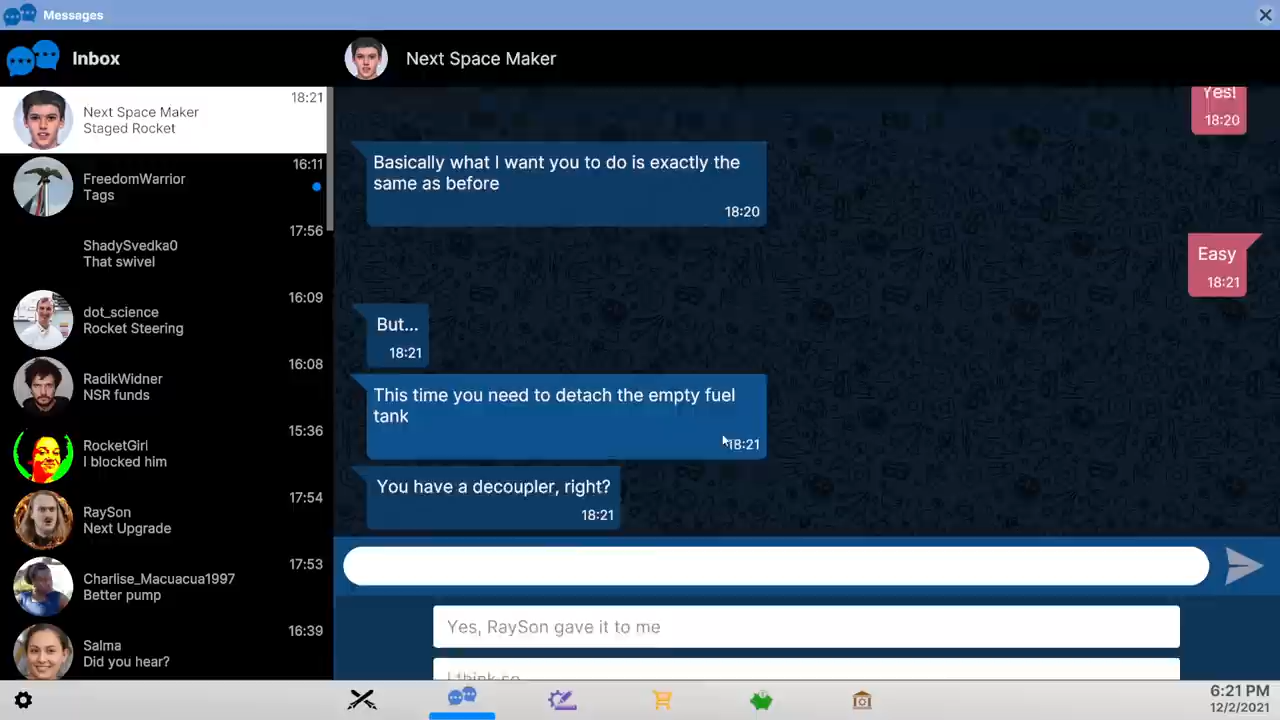 Messages
Inbox
Next Space Maker
18:21
Next Space Maker
Staged Rocket
16:11
FreedomWarrior
Tags
17:56
ShadySvedka0
That swivel
16:09
dot_science
Rocket Steering
16:08
RadikWidner
NSR funds
15:36
RocketGirl
I blocked him
17:54
RaySon
Next Upgrade
17:53
Charlise_Macuacua1997
Better pump
16:39
Salma
Did you hear?
Yes!
18:20
Basically what I want you to do is exactly the
same as before
18:20
Easy
18:21
But...
18:21
This time you need to detach the empty fuel
tank
18:21
You have a decoupler, right?
18:21
Yes, RaySon gave it to me
I think so
6:21 PM
12/2/2021